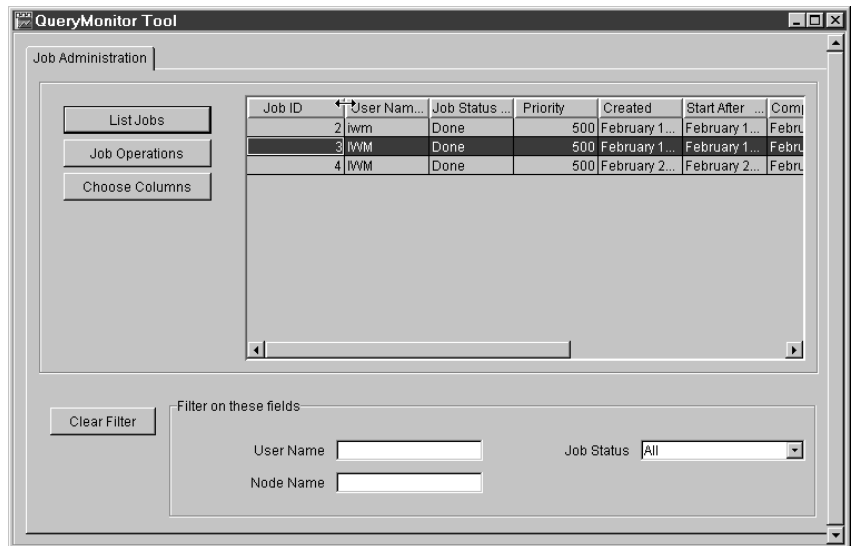 QueryMonitor Tool
Job Administration
List Jobs
Job Operations
Choose Columns
Job ID User Nam... Job Status ... Priority Created Start After ... Comp
2 iwm Done 500 February 1... February 1... Febru
3 IWM Done 500 February 1... February 1... Febru
4 IWM Done 500 February 2... February 2... Febru
Clear Filter
Filter on these fields
User Name Job Status All
Node Name